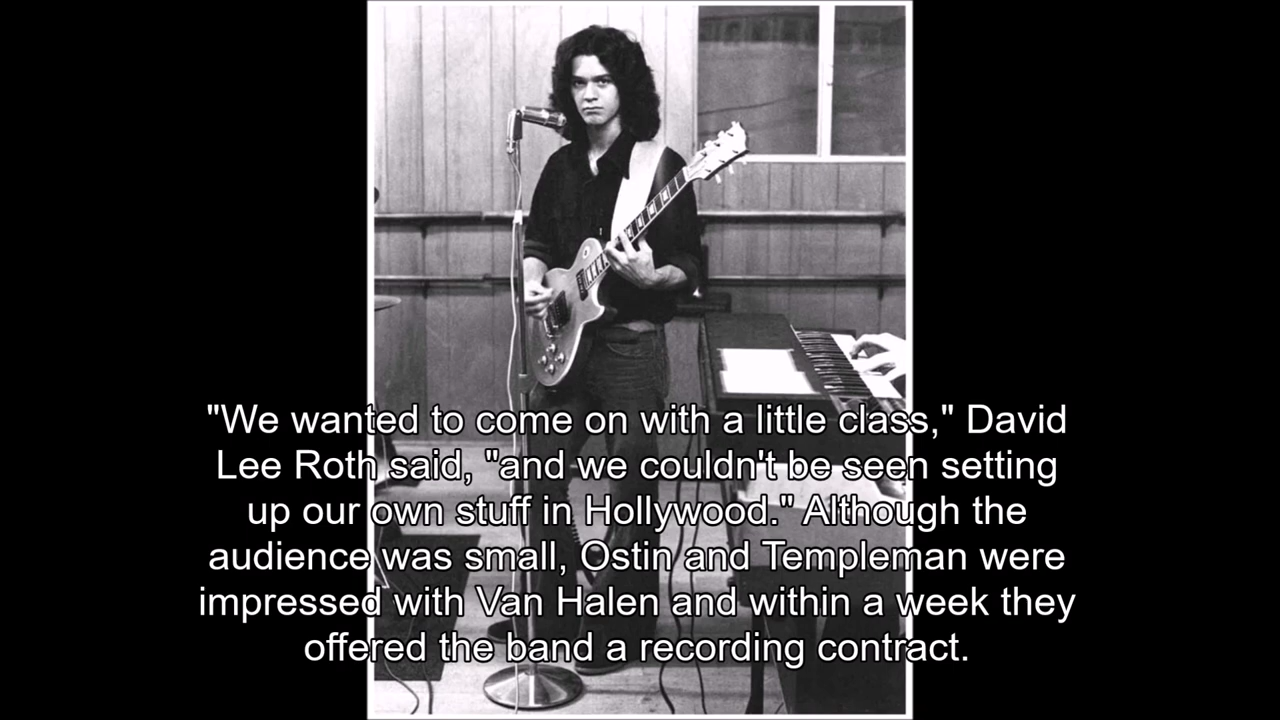 "We wanted to come on with a little class," David
Lee Roth said, "and we couldn't be seen setting
up our own stuff in Hollywood." Although the
audience was small, Ostin and Templeman were
impressed with Van Halen and within a week they
offered the band a recording contract.